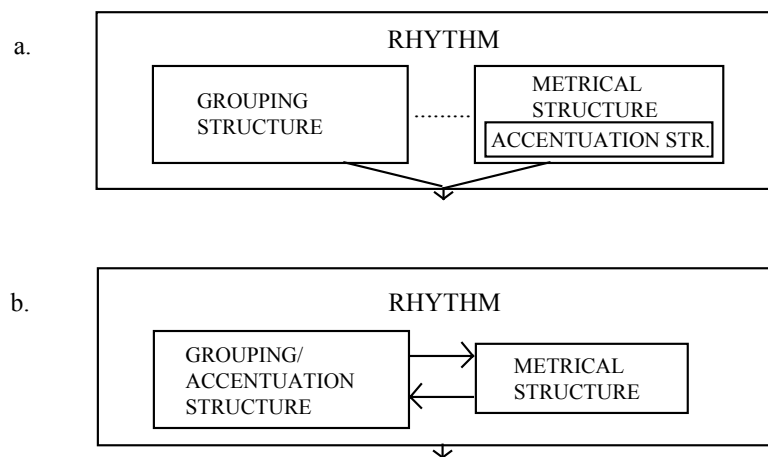 a.
RHYTHM
GROUPING
STRUCTURE
METRICAL
STRUCTURE
ACCENTUATION STR.
b.
RHYTHM
GROUPING/
ACCENTUATION
STRUCTURE
METRICAL
STRUCTURE